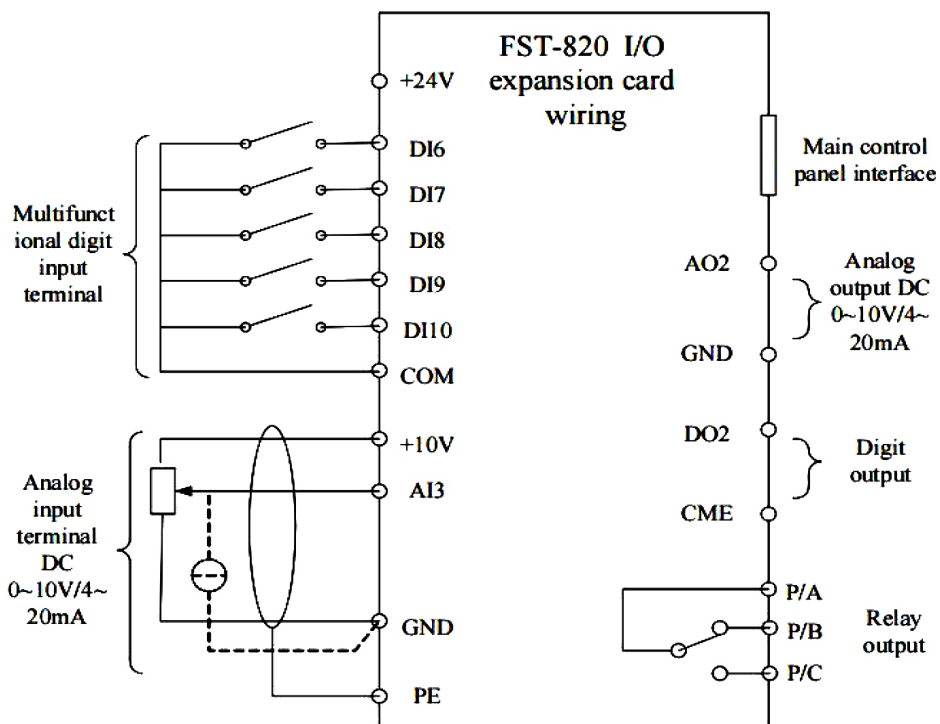 FST-820 I/O
expansion card
wiring
+24V
DI6
DI7
DI8
DI9
DI10
COM
Multifunct
ional digit
input
terminal
+10V
AI3
GND
PE
Analog
input
terminal
DC
0~10V/4~
20mA
Main control
panel interface
AO2
GND
Analog
output DC
0~10V/4~
20mA
DO2
CME
Digit
output
P/A
P/B
P/C
Relay
output